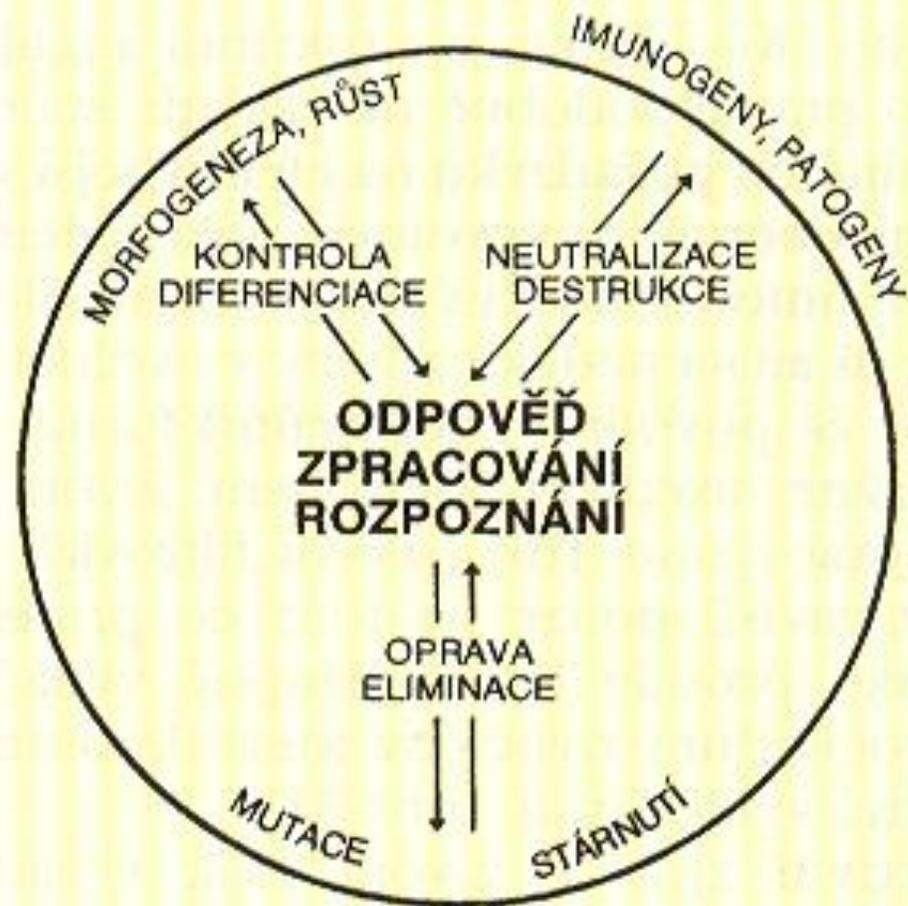 IMUNOGENY, PATOGENY
MORFOGENEZA, RŮST
KONTROLA
DIFERENCIACE
NEUTRALIZACE
DESTRUKCE
ODPOVĚĎ
ZPRACOVÁNÍ
ROZPOZNÁNÍ
OPRAVA
ELIMINACE
MUTACE
STÁRNUTÍ